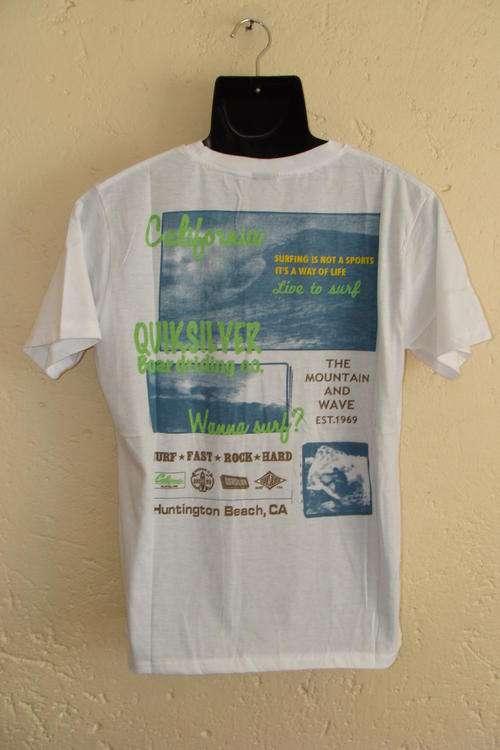 California
SURFING IS NOT A SPORTS
IT'S A WAY OF LIFE
Live to surf
QUIKSILVER
Boardriding co.
THE
MOUNTAIN
AND
WAVE
EST.1969
Wanna surf?
URF★FAST★ROCK★HARD
Huntington Beach, CA